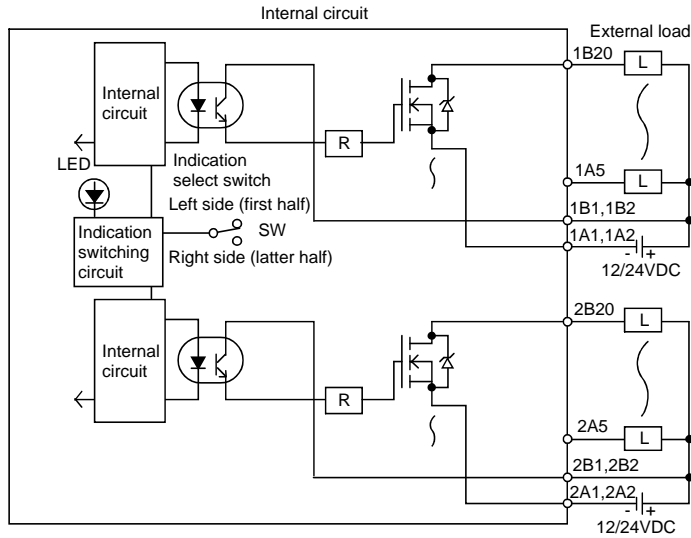 Internal circuit
External load
Internal
circuit
LED
Indication
select switch
Left side (first half)
SW
Right side (latter half)
Indication
switching
circuit
R
1B20
L
1A5
L
1B1,1B2
1A1,1A2
- +
12/24VDC
Internal
circuit
R
2B20
L
2A5
L
2B1,2B2
2A1,2A2
- +
12/24VDC